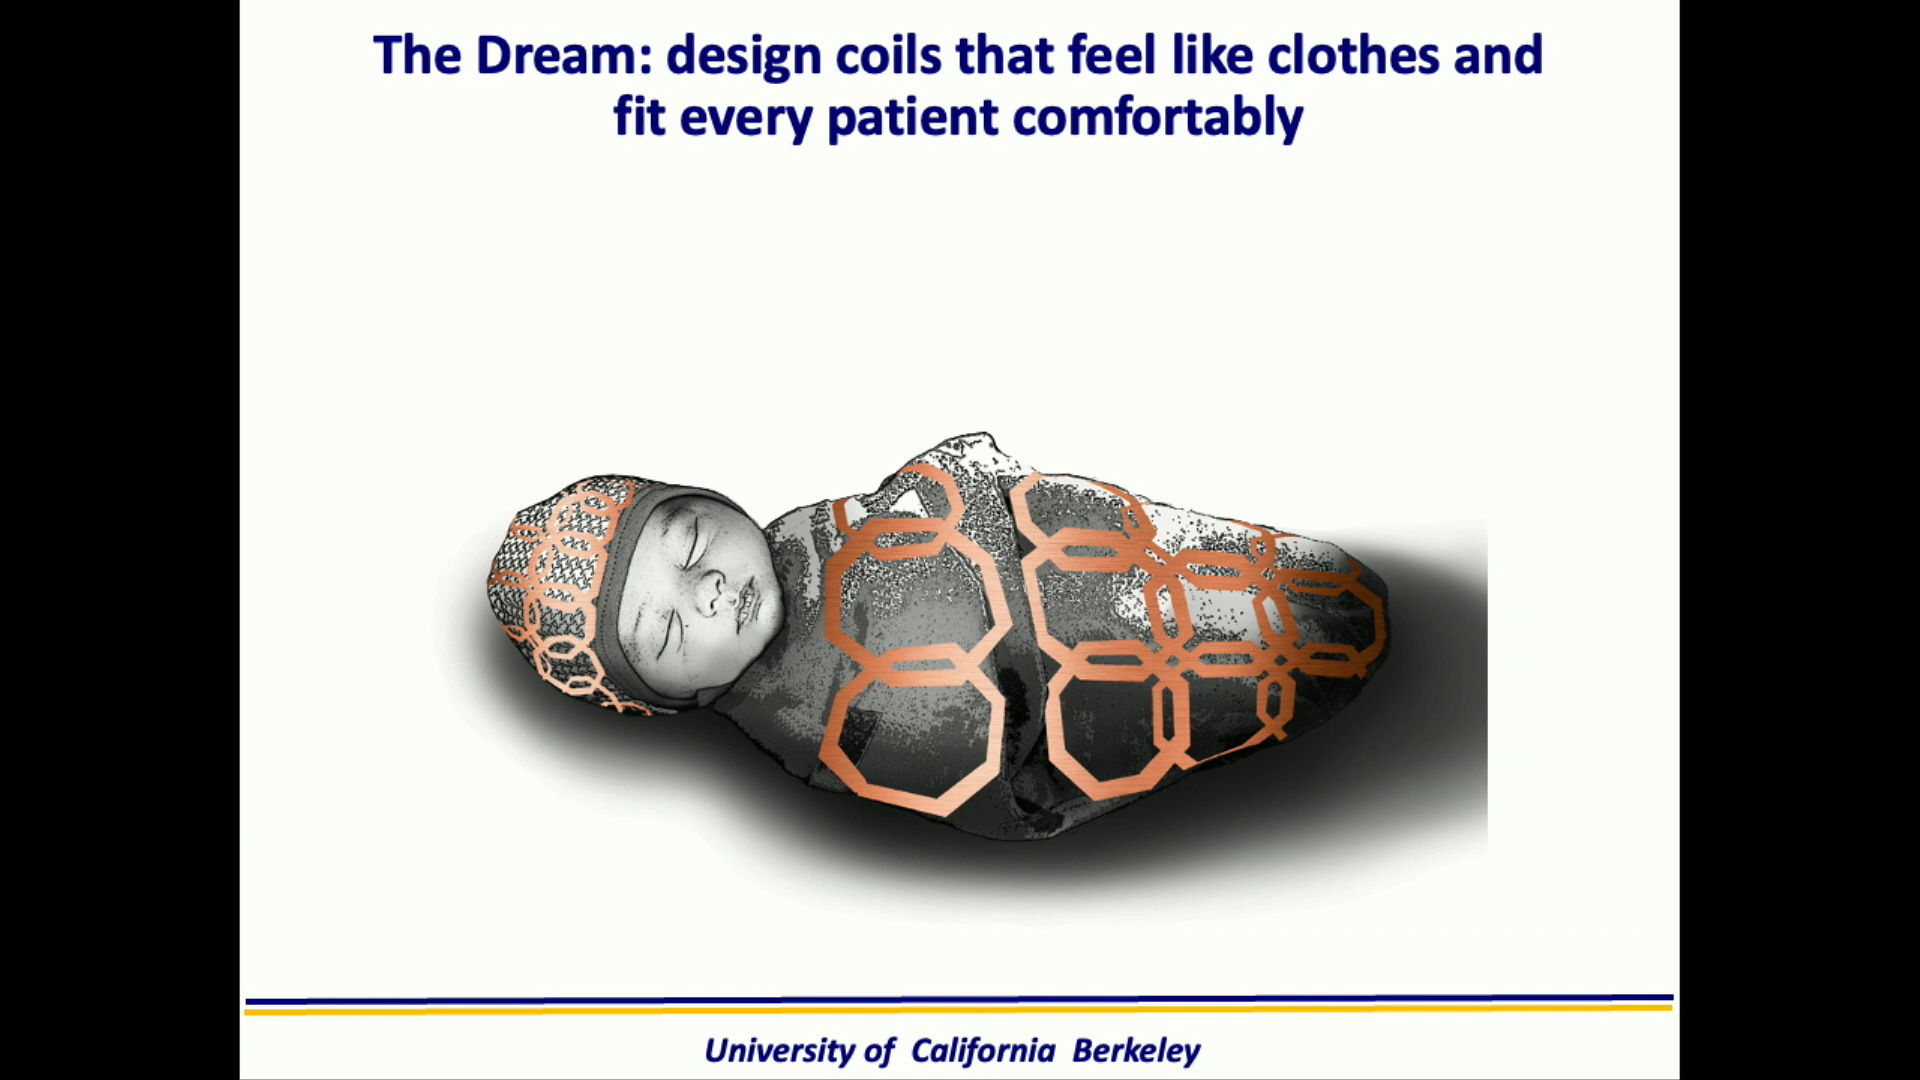 The Dream: design coils that feel like clothes and
fit every patient comfortably
University of California Berkeley